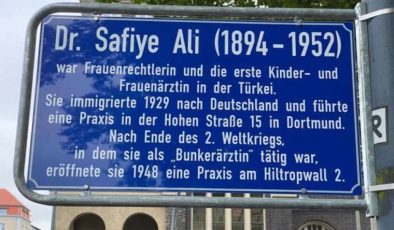 Dr. Safiye Ali (1894 – 1952)
war Frauenrechtlerin und die erste Kinder- und
Frauenärztin in der Türkei.
Sie immigrierte 1929 nach Deutschland und führte
eine Praxis in der Hohen Straße 15 in Dortmund.
Nach Ende des 2. Weltkriegs,
in dem sie als „Bunkerärztin" tätig war,
eröffnete sie 1948 eine Praxis am Hiltropwall 2.
R